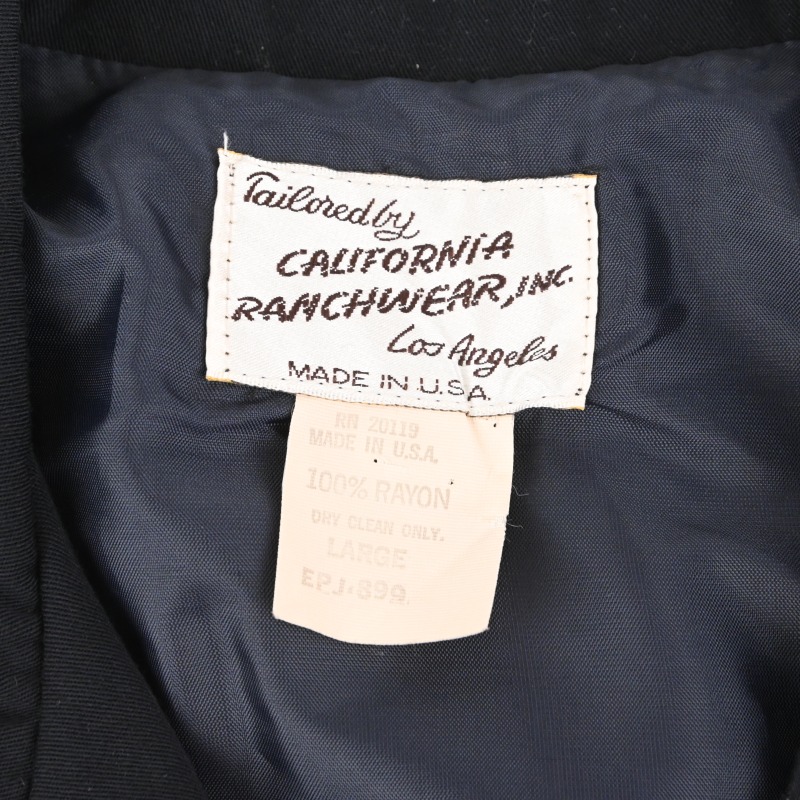 Tailored by
CALIFORNIA
RANCHWEAR, INC.
Los Angeles
MADE IN U.S.A.
RN 20119
MADE IN U.S.A.
100% RAYON
DRY CLEAN ONLY.
LARGE
EPJ-899